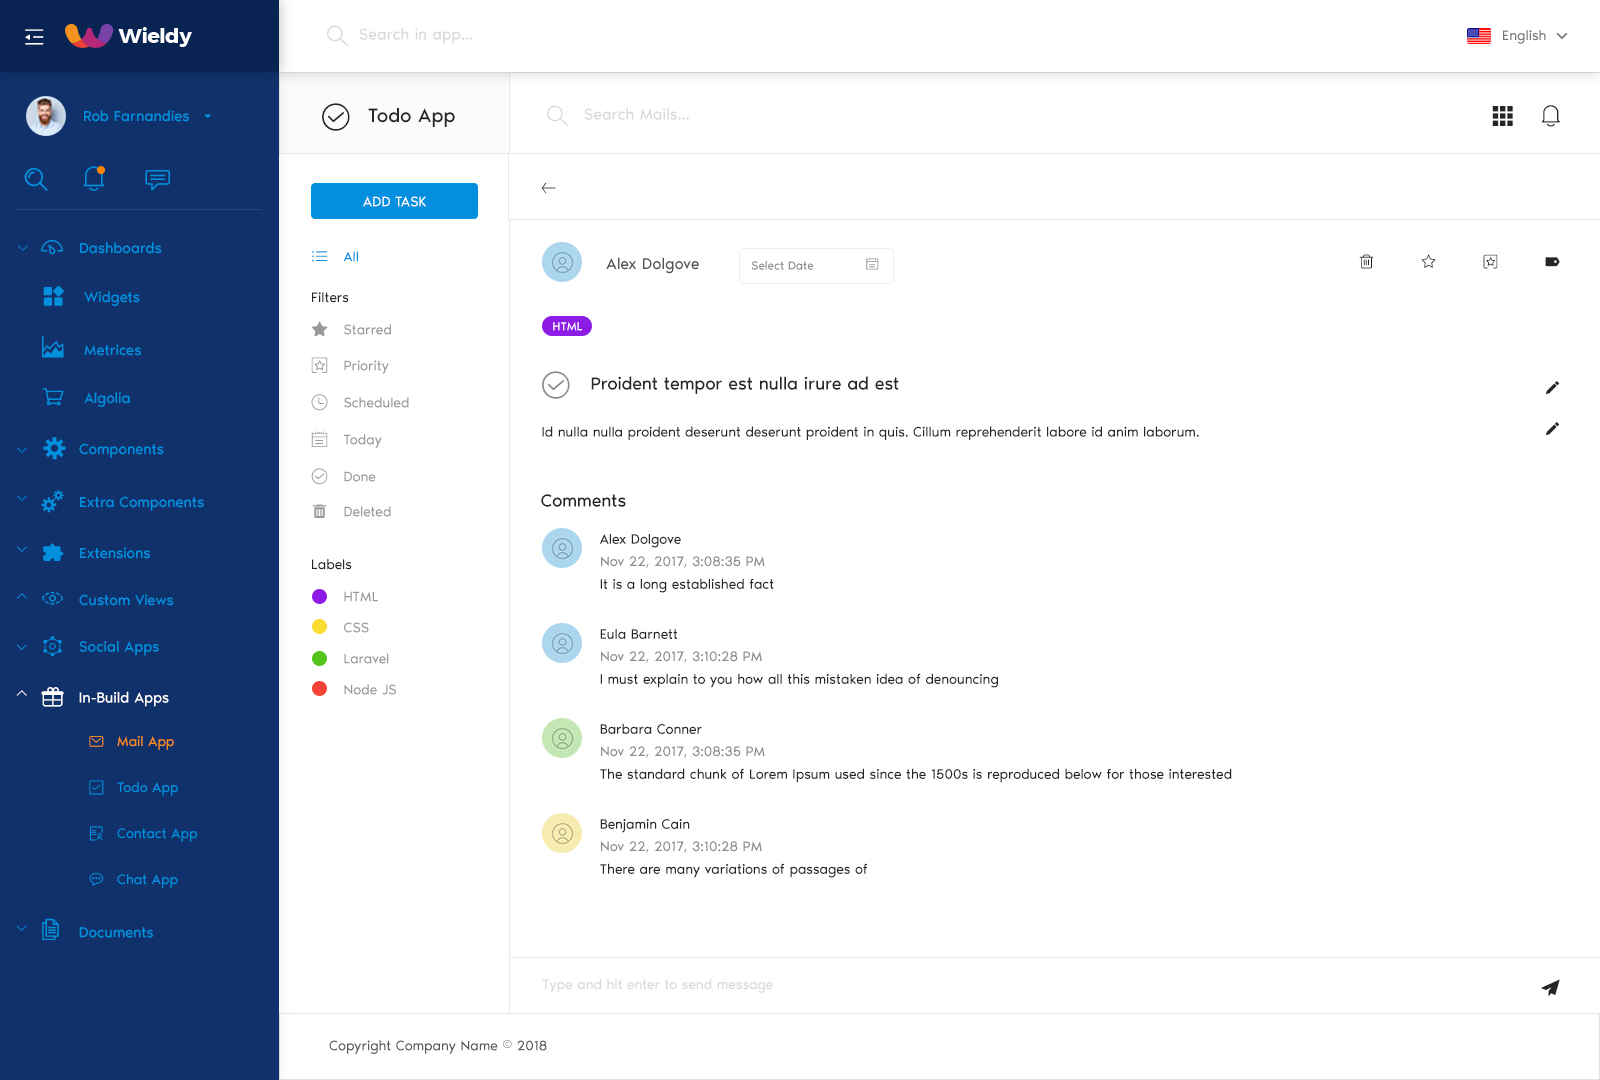 Wieldy
Search in app...
English
Rob Farnandies
Todo App
Search Mails...
Dashboards
Widgets
Metrices
Algolia
Components
Extra Components
Extensions
Custom Views
Social Apps
In-Build Apps
Mail App
Todo App
Contact App
Chat App
Documents
ADD TASK
All
Filters
Starred
Priority
Scheduled
Today
Done
Deleted
Labels
HTML
CSS
Laravel
Node JS
Alex Dolgove
Select Date
HTML
Proident tempor est nulla irure ad est
Id nulla nulla proident deserunt deserunt proident in quis. Cillum reprehenderit labore id anim laborum.
Comments
Alex Dolgove
Nov 22, 2017, 3:08:35 PM
It is a long established fact
Eula Barnett
Nov 22, 2017, 3:10:28 PM
I must explain to you how all this mistaken idea of denouncing
Barbara Conner
Nov 22, 2017, 3:08:35 PM
The standard chunk of Lorem Ipsum used since the 1500s is reproduced below for those interested
Benjamin Cain
Nov 22, 2017, 3:10:28 PM
There are many variations of passages of
Type and hit enter to send message
Copyright Company Name © 2018